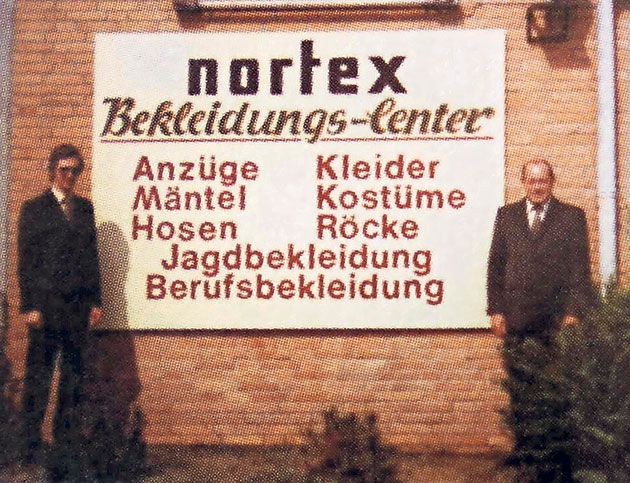 nortex
Bekleidungs-Center
Anzüge Kleider
Mäntel Kostüme
Hosen Röcke
Jagdbekleidung
Berufsbekleidung